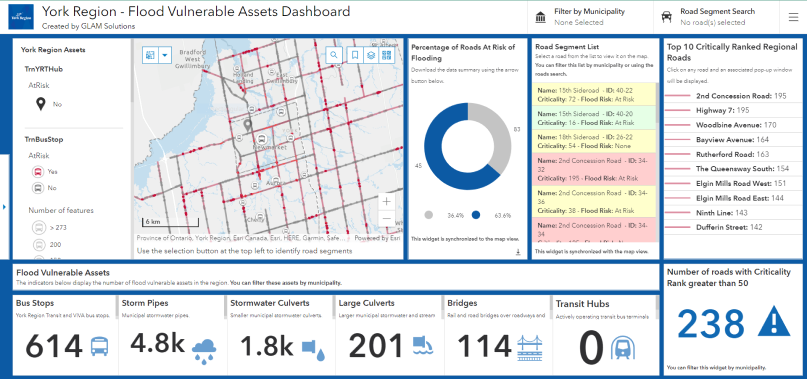 York Region
York Region - Flood Vulnerable Assets Dashboard
Created by GLAM Solutions
Filter by Municipality
None Selected
Road Segment Search
No road(s) selected
York Region Assets
TrnYRTHub
AtRisk
No
TrnBusStop
AtRisk
Yes
No
Number of features
> 273
200
Bradford
West
Gwillimbury
East
Gwillimbury
Holland
Landing
Newmarket
Aurora
6 km
Province of Ontario, York Region, Esri Canada, Esri, HERE, Garmin, Safe...
Powered by Esri
Use the selection button at the top left to identify road segments
Percentage of Roads At Risk of
Flooding
Download the data summary using the arrow
button below.
83
45
36.4%
63.6%
This widget is synchronized to the map view.
Road Segment List
Select a road from the list to view it on the map.
You can filter this list by municipality or using the
roads search.
Name: 15th Sideroad - ID: 40-22
Criticality: 72 - Flood Risk: At Risk
Name: 15th Sideroad - ID: 40-20
Criticality: 16 - Flood Risk: At Risk
Name: 18th Sideroad - ID: 26-22
Criticality: 54 - Flood Risk: None
Name: 2nd Concession Road - ID: 34-
32
Criticality: 195 - Flood Risk: At Risk
Name: 2nd Concession Road - ID: 34-
36
Criticality: 38 - Flood Risk: At Risk
Name: 2nd Concession Road - ID: 34-
34
This widget is synchronized with the map view.
Top 10 Critically Ranked Regional
Roads
Click on any road and an associated pop-up window
will be displayed.
2nd Concession Road: 195
Highway 7: 195
Woodbine Avenue: 170
Bayview Avenue: 164
Rutherford Road: 163
The Queensway South: 154
Elgin Mills Road West: 151
Elgin Mills Road East: 144
Ninth Line: 143
Dufferin Street: 142
Flood Vulnerable Assets
The indicators below display the number of flood vulnerable assets in the region. You can filter these assets by municipality.
Bus Stops
York Region Transit and VIVA bus stops.
614
Storm Pipes
Municipal stormwater pipes.
4.8k
Stormwater Culverts
Smaller municipal stormwater culverts.
1.8k
Large Culverts
Larger municipal stormwater and stream
201
Bridges
Rail and road bridges over roadways and
114
Transit Hubs
Actively operating transit bus terminals
0
Number of roads with Criticality
Rank greater than 50
238
You can filter this widget by municipality.